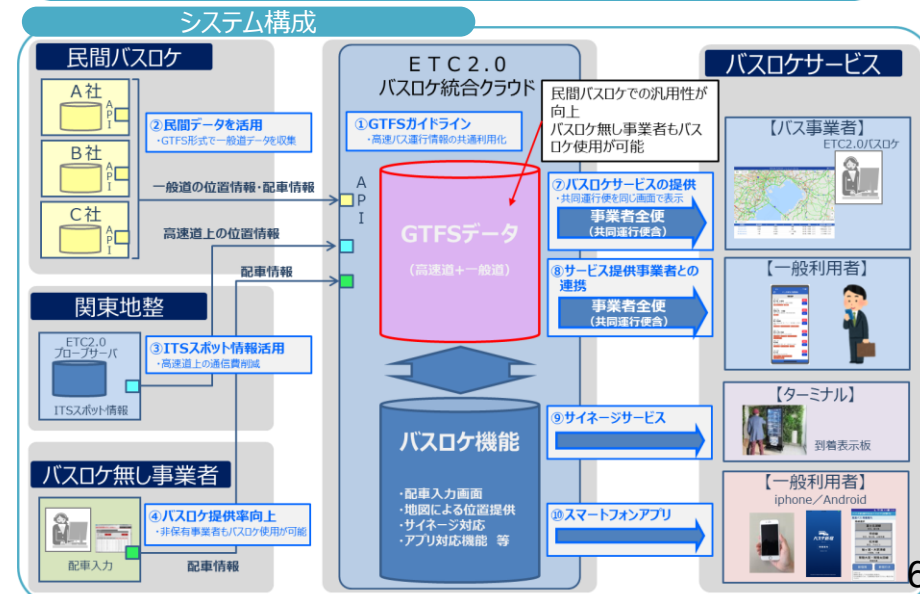 システム構成
民間バスロケ
A社
API
B社
API
C社
API
②民間データを活用
・GTFS形式で一般道データを収集
一般道の位置情報・配車情報
高速道上の位置情報
配車情報
関東地整
ETC2.0
プローブサーバ
ITSスポット情報
③ITSスポット情報活用
・高速道上の通信費削減
バスロケ無し事業者
配車入力
④バスロケ提供率向上
・非保有事業者もバスロケ使用が可能
配車情報
ETC2.0
バスロケ統合クラウド
①GTFSガイドライン
・高速バス運行情報の共通利用化
API
GTFSデータ
(高速道+一般道)
民間バスロケでの汎用性が
向上
バスロケ無し事業者もバス
ロケ使用が可能
バスロケ機能
・配車入力画面
・地図による位置提供
・サイネージ対応
・アプリ対応機能 等
⑦バスロケサービスの提供
・共同運行便を同じ画面で表示
事業者全便
(共同運行便含)
⑧サービス提供事業者との
連携
事業者全便
(共同運行便含)
⑨サイネージサービス
⑩スマートフォンアプリ
バスロケサービス
【バス事業者】
ETC2.0バスロケ
【一般利用者】
【ターミナル】
到着表示板
【一般利用者】
iphone/Android
6